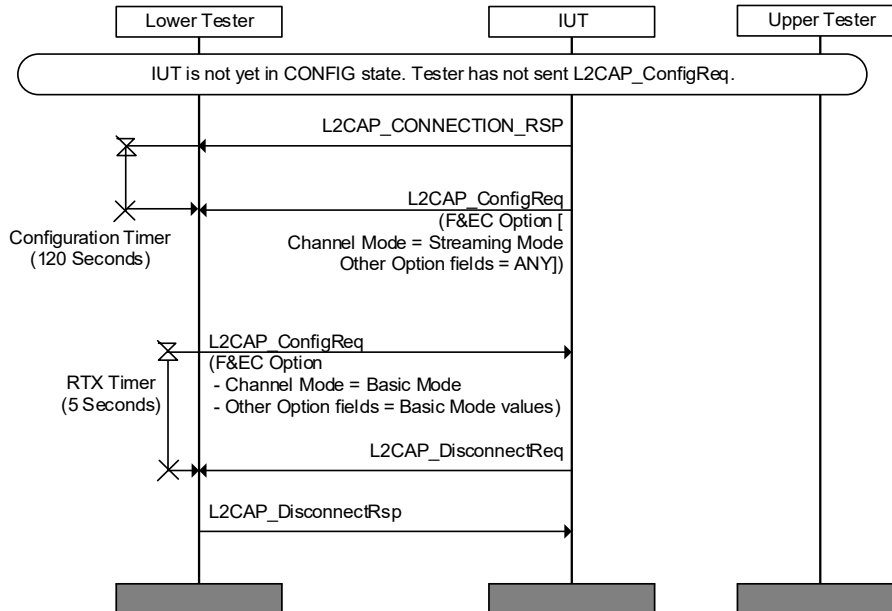 Lower Tester
IUT
Upper Tester
IUT is not yet in CONFIG state. Tester has not sent L2CAP_ConfigReq.
L2CAP_CONNECTION_RSP
L2CAP_ConfigReq
(F&EC Option [
Channel Mode = Streaming Mode
Other Option fields = ANY])
Configuration Timer
(120 Seconds)
L2CAP_ConfigReq
(F&EC Option
- Channel Mode = Basic Mode
- Other Option fields = Basic Mode values)
RTX Timer
(5 Seconds)
L2CAP_DisconnectReq
L2CAP_DisconnectRsp